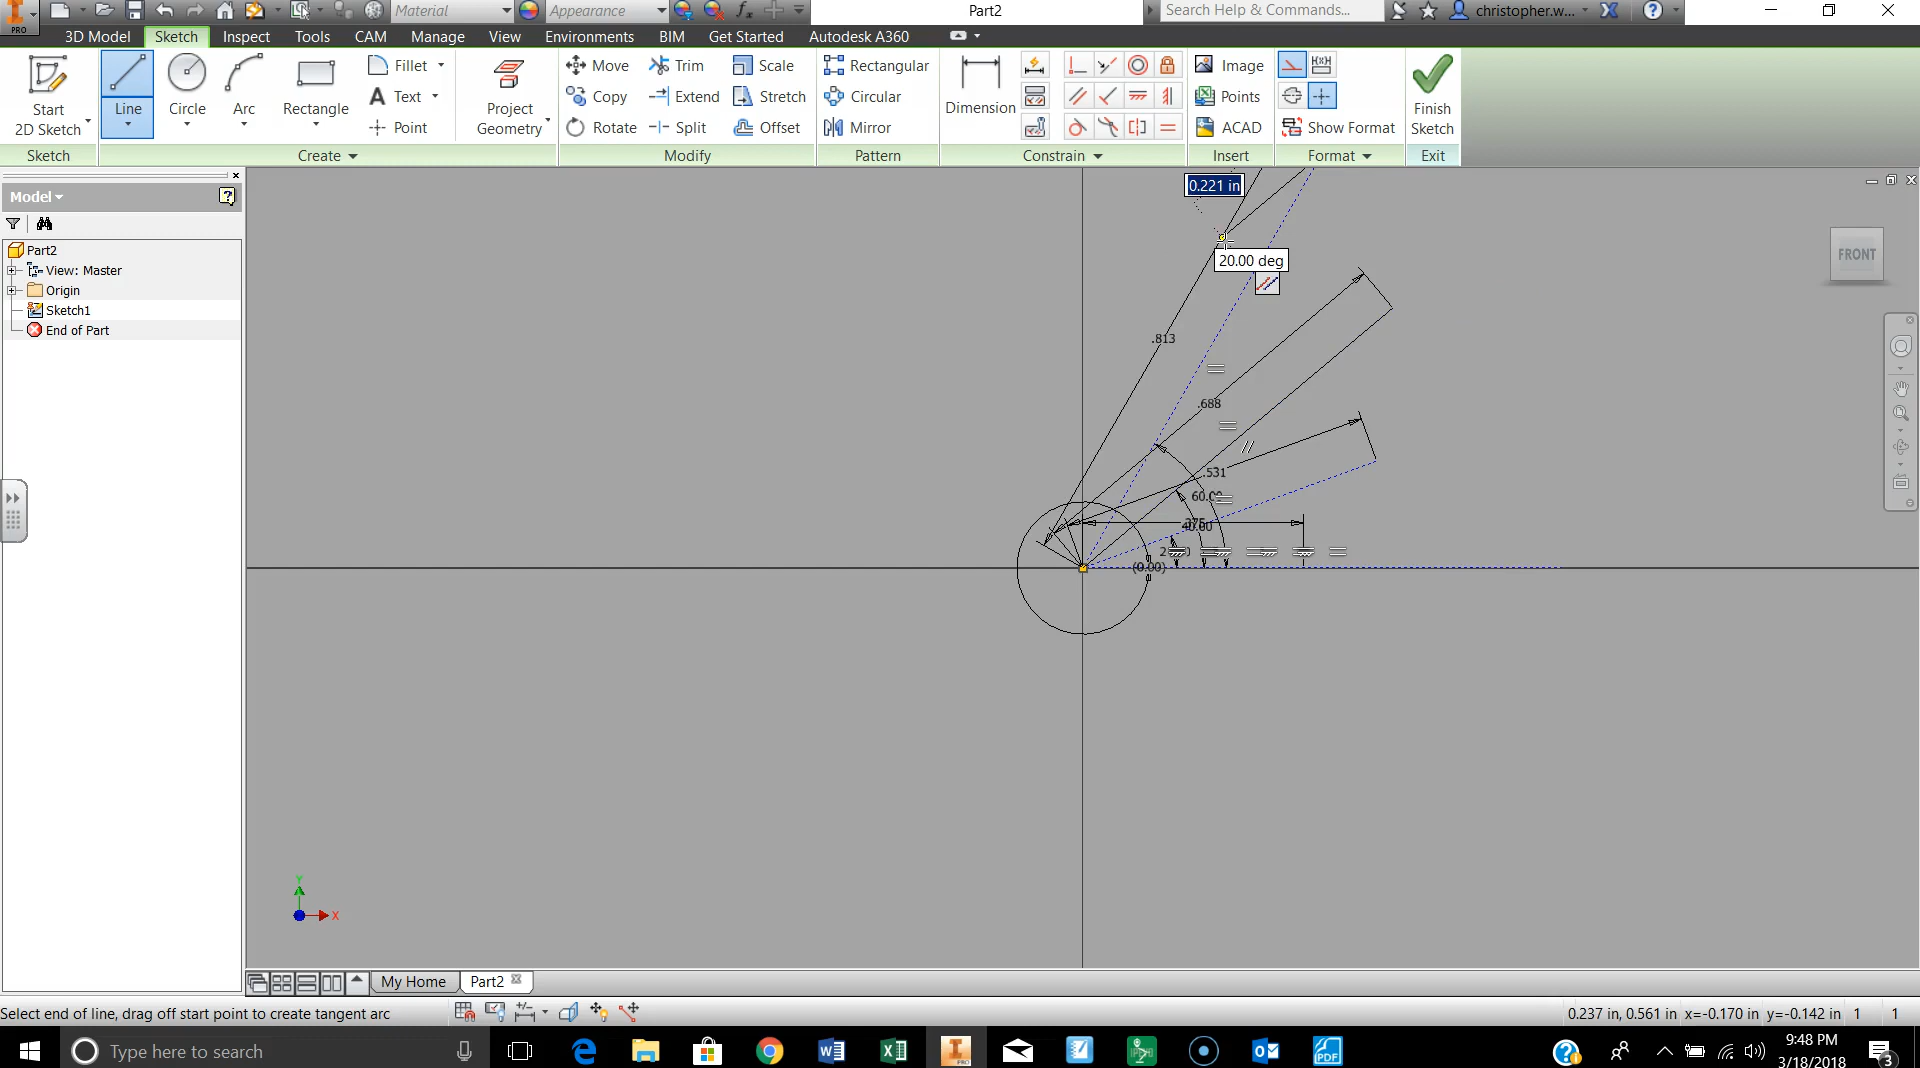 PRO
Material
Appearance
Part2
Search Help & Commands...
christopher.w...
3D Model Sketch Inspect Tools CAM Manage View Environments BIM Get Started Autodesk A360
Start
2D Sketch
Line
Circle
Arc
Rectangle
Fillet
Text
Point
Project
Geometry
Move
Copy
Rotate
Trim
Extend
Split
Scale
Stretch
Offset
Rectangular
Circular
Mirror
Dimension
Image
Points
ACAD
Show Format
Finish
Sketch
Sketch
Create
Modify
Pattern
Constrain
Insert
Format
Exit
Model
Part2
View: Master
Origin
Sketch1
End of Part
0.221 in
20.00 deg
FRONT
.813
.688
.531
(0.00)
Y
X
My Home
Part2
Select end of line, drag off start point to create tangent arc
0.237 in, 0.561 in x=-0.170 in y=-0.142 in 1 1
Type here to search
PDF
9:48 PM
3/18/2018
3